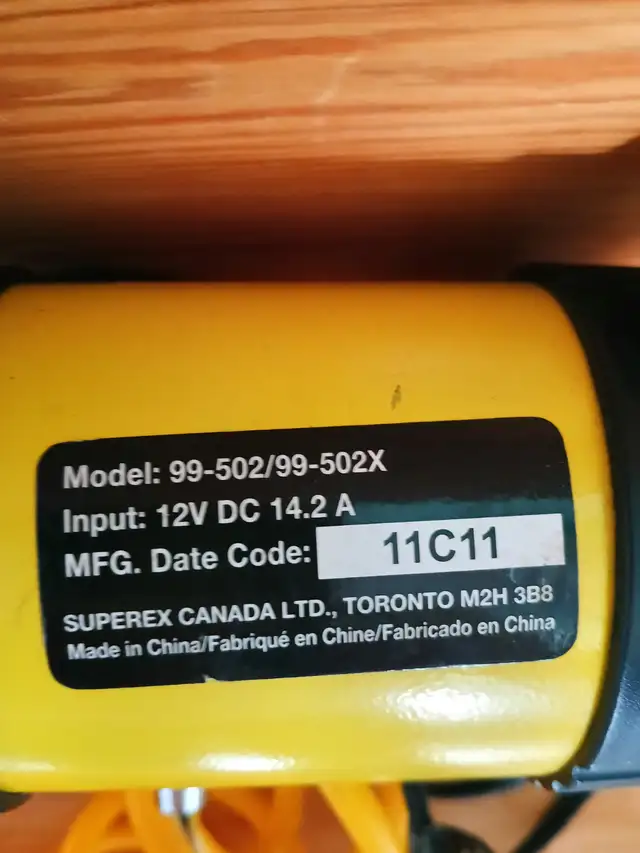 Model: 99-502/99-502X
Input: 12V DC 14.2 A
MFG. Date Code: 11C11
SUPEREX CANADA LTD., TORONTO M2H 3B8
Made in China/Fabriqué en Chine/Fabricado en China